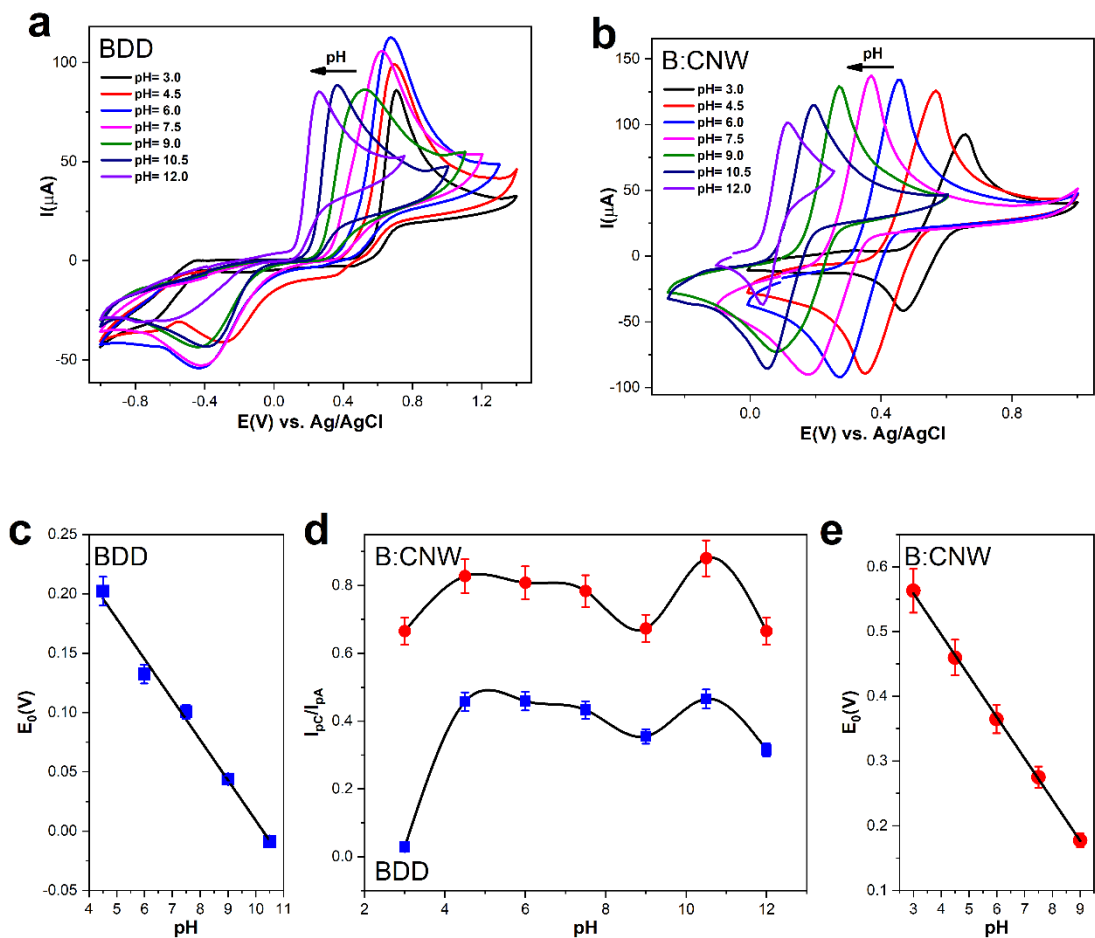 a
BDD
pH
pH= 3.0
pH= 4.5
pH= 6.0
pH= 7.5
pH= 9.0
pH= 10.5
pH= 12.0
I(μA)
100
50
0
-50
-0.8 -0.4 0.0 0.4 0.8 1.2
E(V) vs. Ag/AgCl
b
B:CNW
pH
pH= 3.0
pH= 4.5
pH= 6.0
pH= 7.5
pH= 9.0
pH= 10.5
pH= 12.0
I(μA)
150
100
50
0
-50
-100
0.0 0.4 0.8
E(V) vs. Ag/AgCl
c
BDD
E0(V)
0.25
0.20
0.15
0.10
0.05
0.00
-0.05
4 5 6 7 8 9 10 11
pH
d
B:CNW
IpC/IpA
0.8
0.4
0.0
BDD
2 4 6 8 10 12
pH
e
B:CNW
E0(V)
0.6
0.5
0.4
0.3
0.2
0.1
3 4 5 6 7 8 9
pH